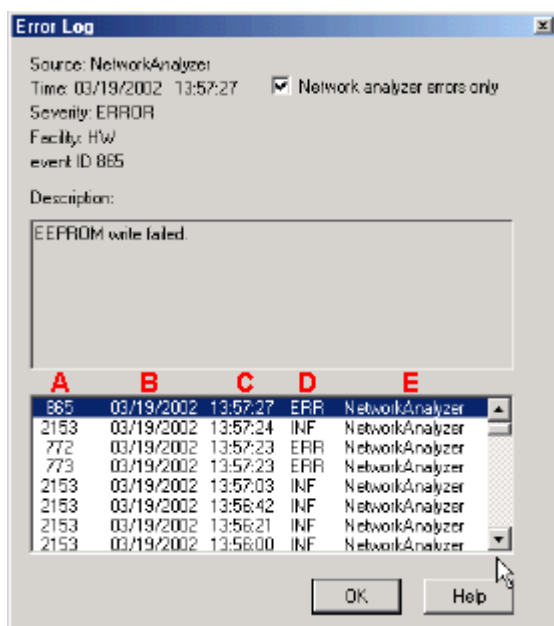 Error Log
Source: NetworkAnalyzer
Time: 03/19/2002 13:57:27
Network analyzer errors only
Severity: ERROR
Facility: HW
event ID 865
Description:
EEPROM write failed.
A B C D E
865 03/19/2002 13:57:27 ERR NetworkAnalyzer
2153 03/19/2002 13:57:24 INF NetworkAnalyzer
772 03/19/2002 13:57:23 ERR NetworkAnalyzer
773 03/19/2002 13:57:23 ERR NetworkAnalyzer
2153 03/19/2002 13:57:03 INF NetworkAnalyzer
2153 03/19/2002 13:56:42 INF NetworkAnalyzer
2153 03/19/2002 13:56:21 INF NetworkAnalyzer
2153 03/19/2002 13:56:00 INF NetworkAnalyzer
OK Help